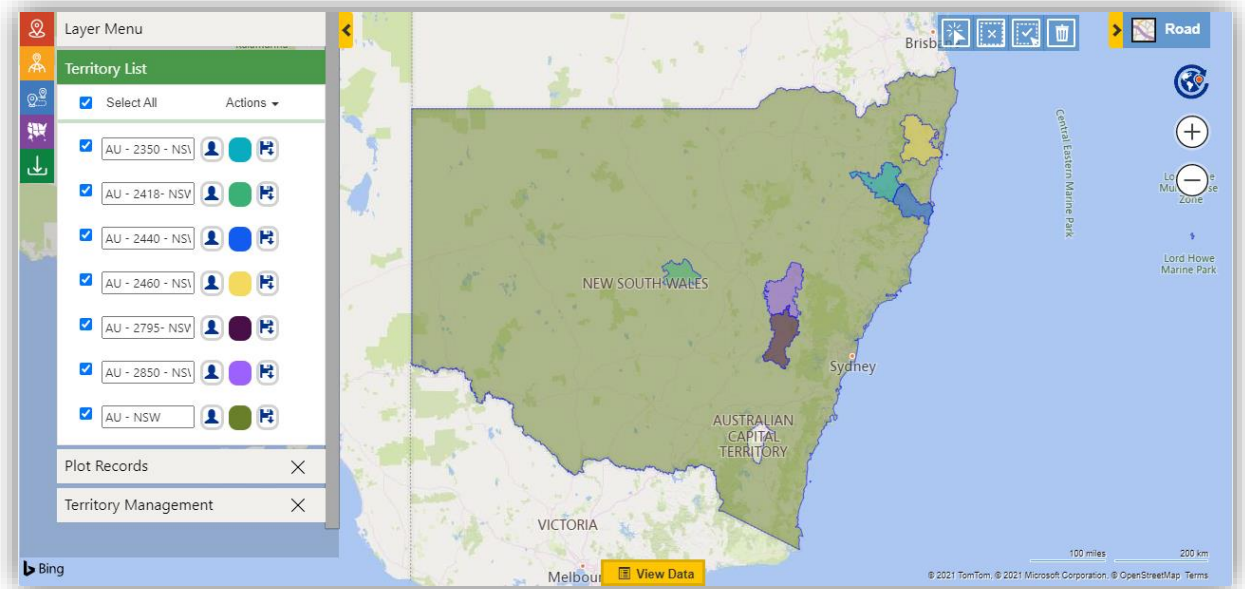 Layer Menu
Territory List
Select All Actions
AU - 2350 - NS
AU - 2418- NSW
AU - 2440 - NS
AU - 2460 - NS
AU - 2795- NSW
AU - 2850 - NS
AU - NSW
Plot Records
Territory Management
Bing
Brisb
Road
Central Eastern Marine Park
Zone
Lord Howe
Marine Park
NEW SOUTH WALES
Sydney
AUSTRALIAN
CAPITAL
TERRITORY
VICTORIA
Melbou
View Data
100 miles 200 km
© 2021 TomTom, © 2021 Microsoft Corporation, © OpenStreetMap Terms